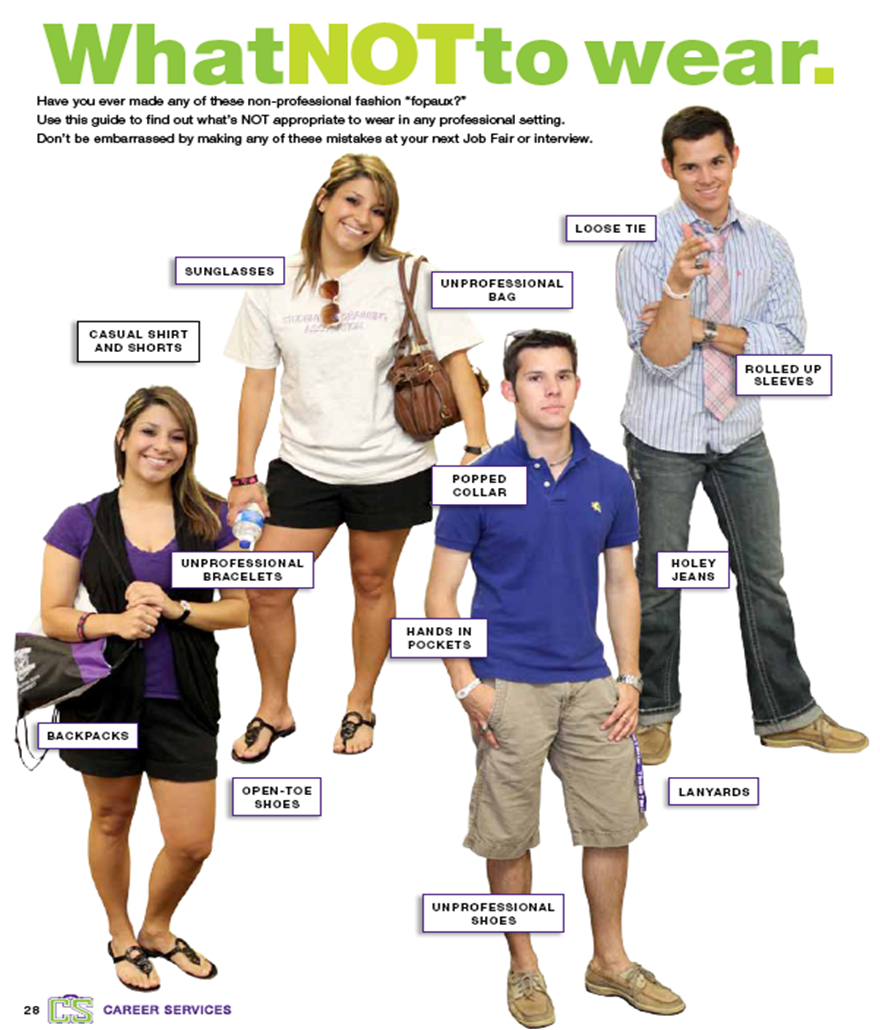 What NOT to wear.
Have you ever made any of these non-professional fashion “fopaux?”
Use this guide to find out what’s NOT appropriate to wear in any professional setting.
Don’t be embarrassed by making any of these mistakes at your next Job Fair or interview.
LOOSE TIE
SUNGLASSES
UNPROFESSIONAL
BAG
CASUAL SHIRT
AND SHORTS
ROLLED UP
SLEEVES
POPPED
COLLAR
UNPROFESSIONAL
BRACELETS
HOLEY
JEANS
HANDS IN
POCKETS
BACKPACKS
OPEN-TOE
SHOES
LANYARDS
UNPROFESSIONAL
SHOES
28 CS CAREER SERVICES